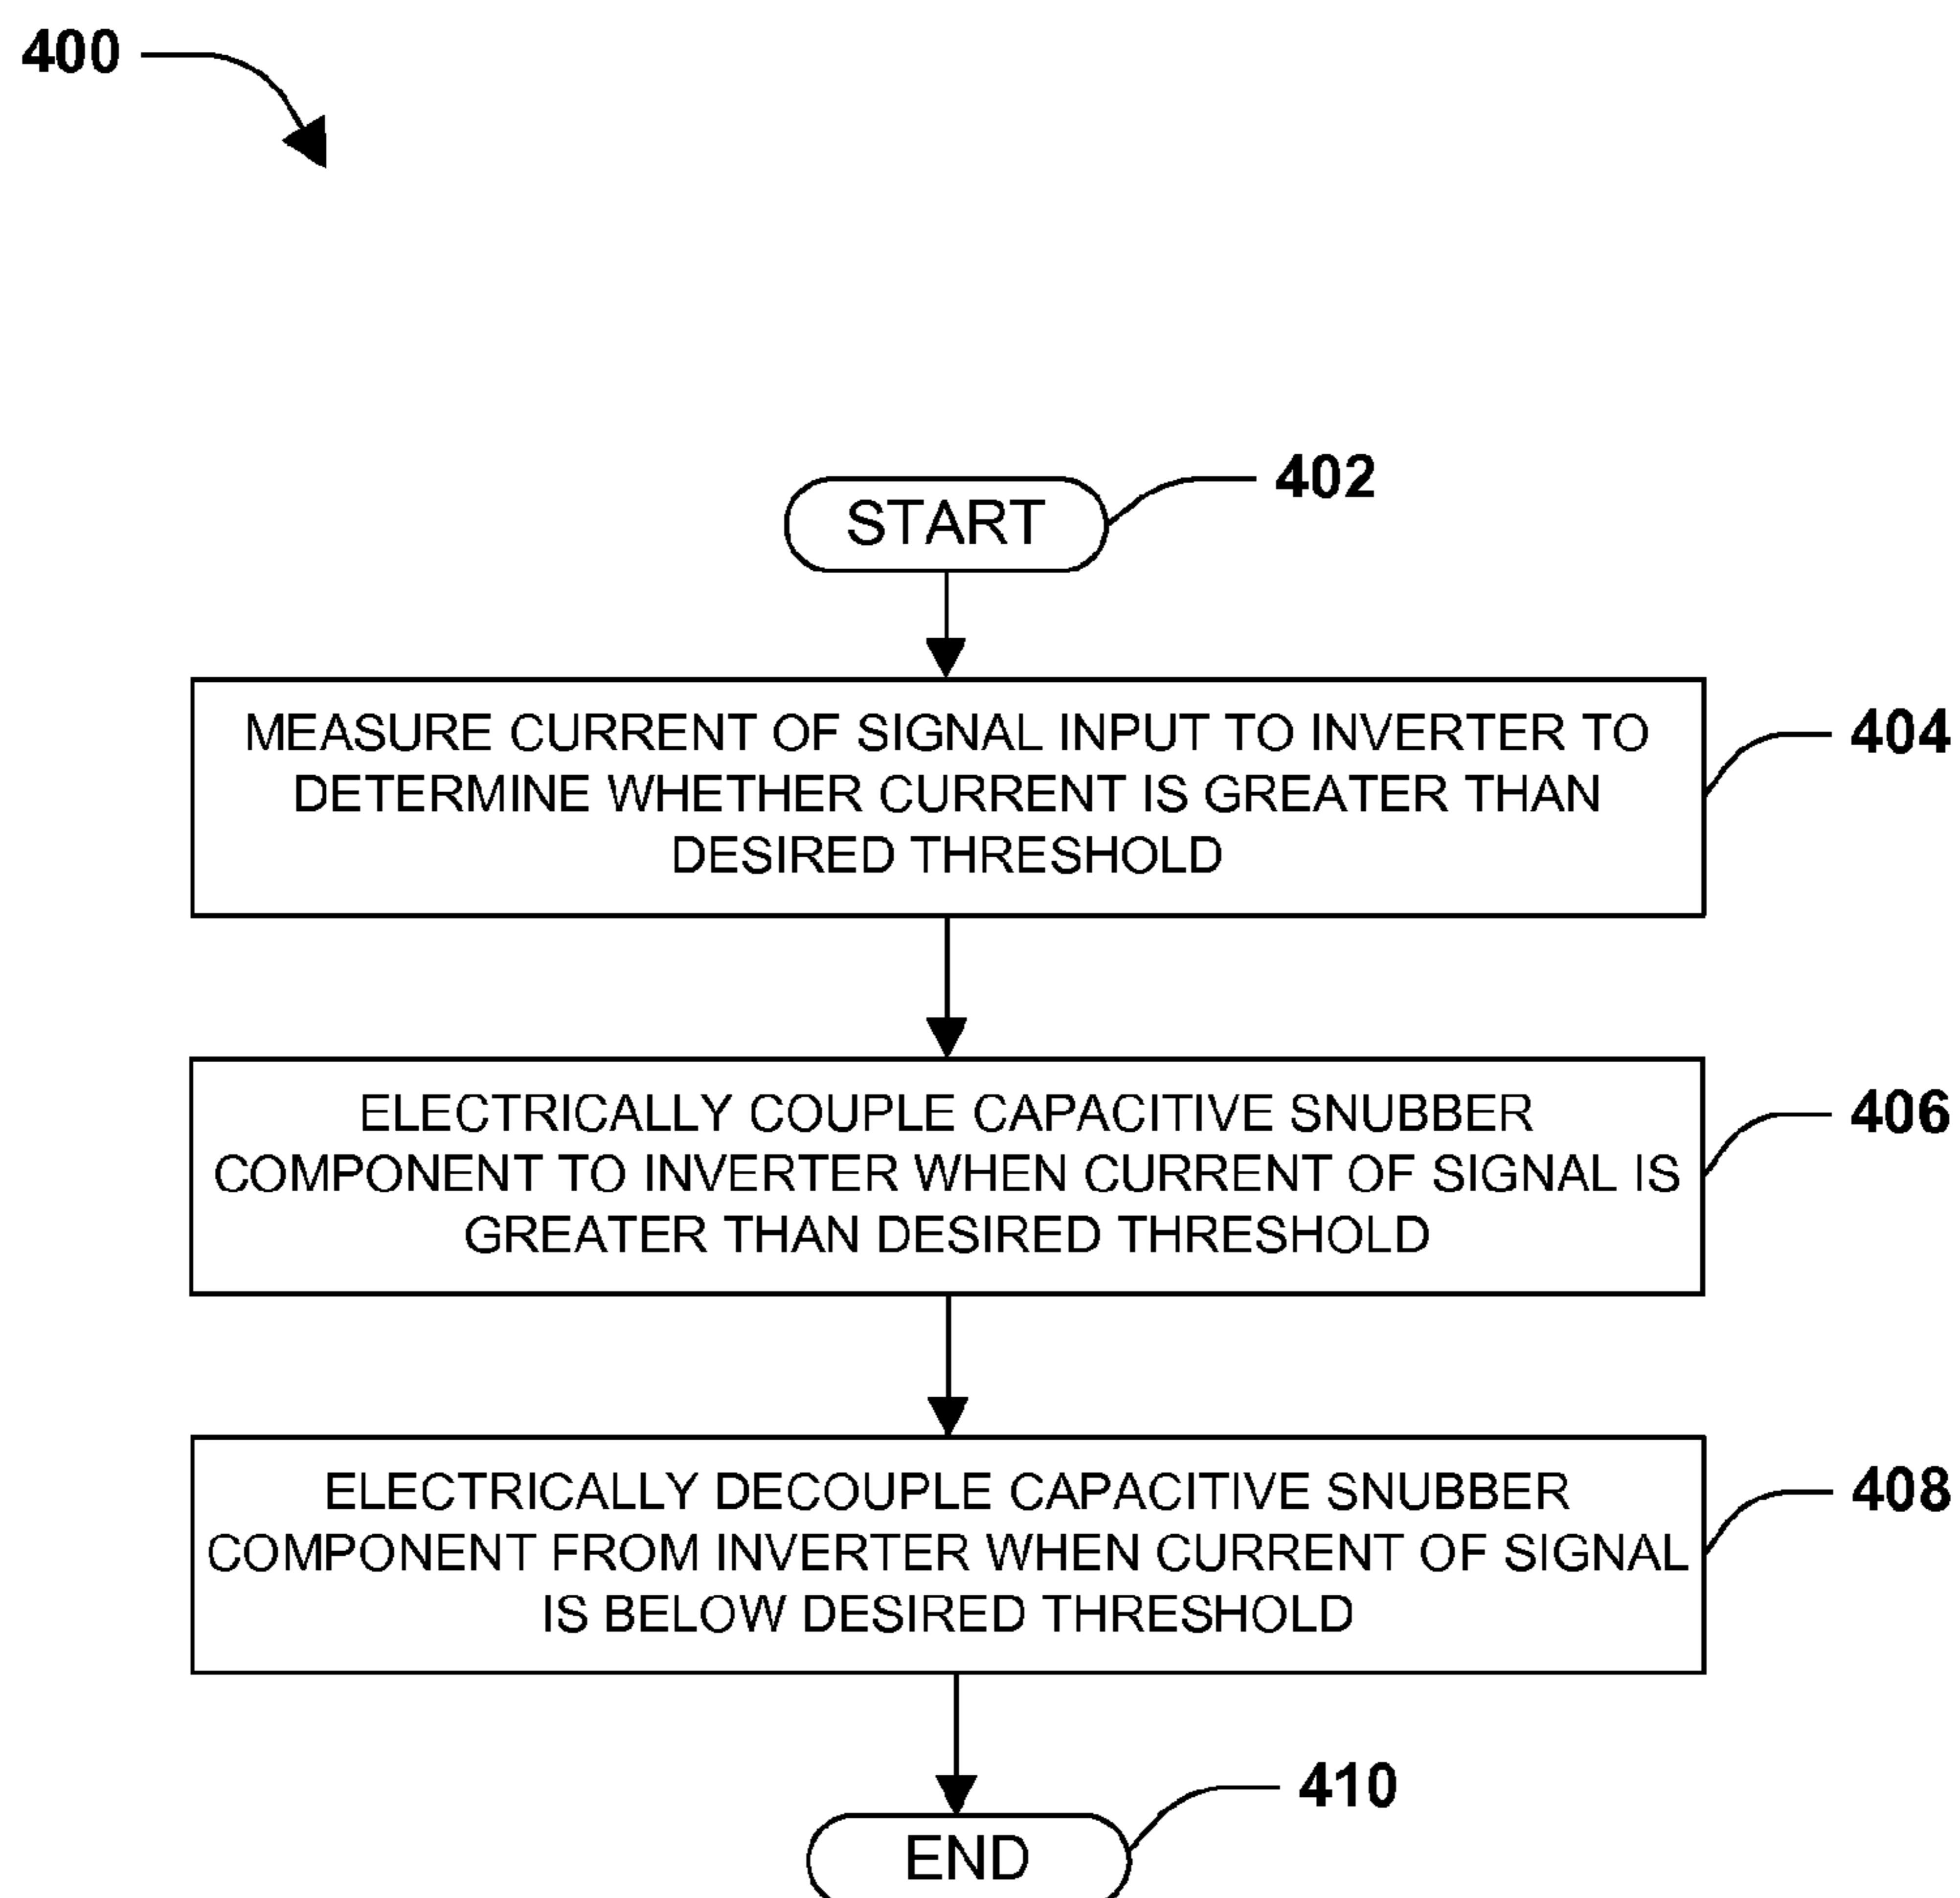 400
402
START
MEASURE CURRENT OF SIGNAL INPUT TO INVERTER TO
DETERMINE WHETHER CURRENT IS GREATER THAN
DESIRED THRESHOLD
404
ELECTRICALLY COUPLE CAPACITIVE SNUBBER
COMPONENT TO INVERTER WHEN CURRENT OF SIGNAL IS
GREATER THAN DESIRED THRESHOLD
406
ELECTRICALLY DECOUPLE CAPACITIVE SNUBBER
COMPONENT FROM INVERTER WHEN CURRENT OF SIGNAL
IS BELOW DESIRED THRESHOLD
408
410
END